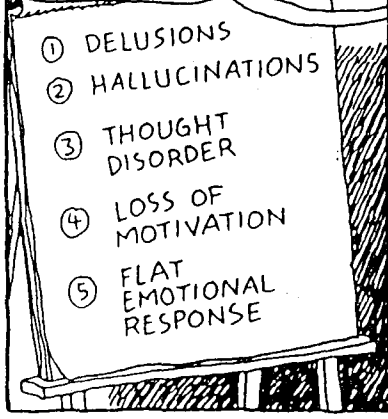 ① DELUSIONS
② HALLUCINATIONS
③ THOUGHT
DISORDER
④ LOSS OF
MOTIVATION
⑤ FLAT
EMOTIONAL
RESPONSE